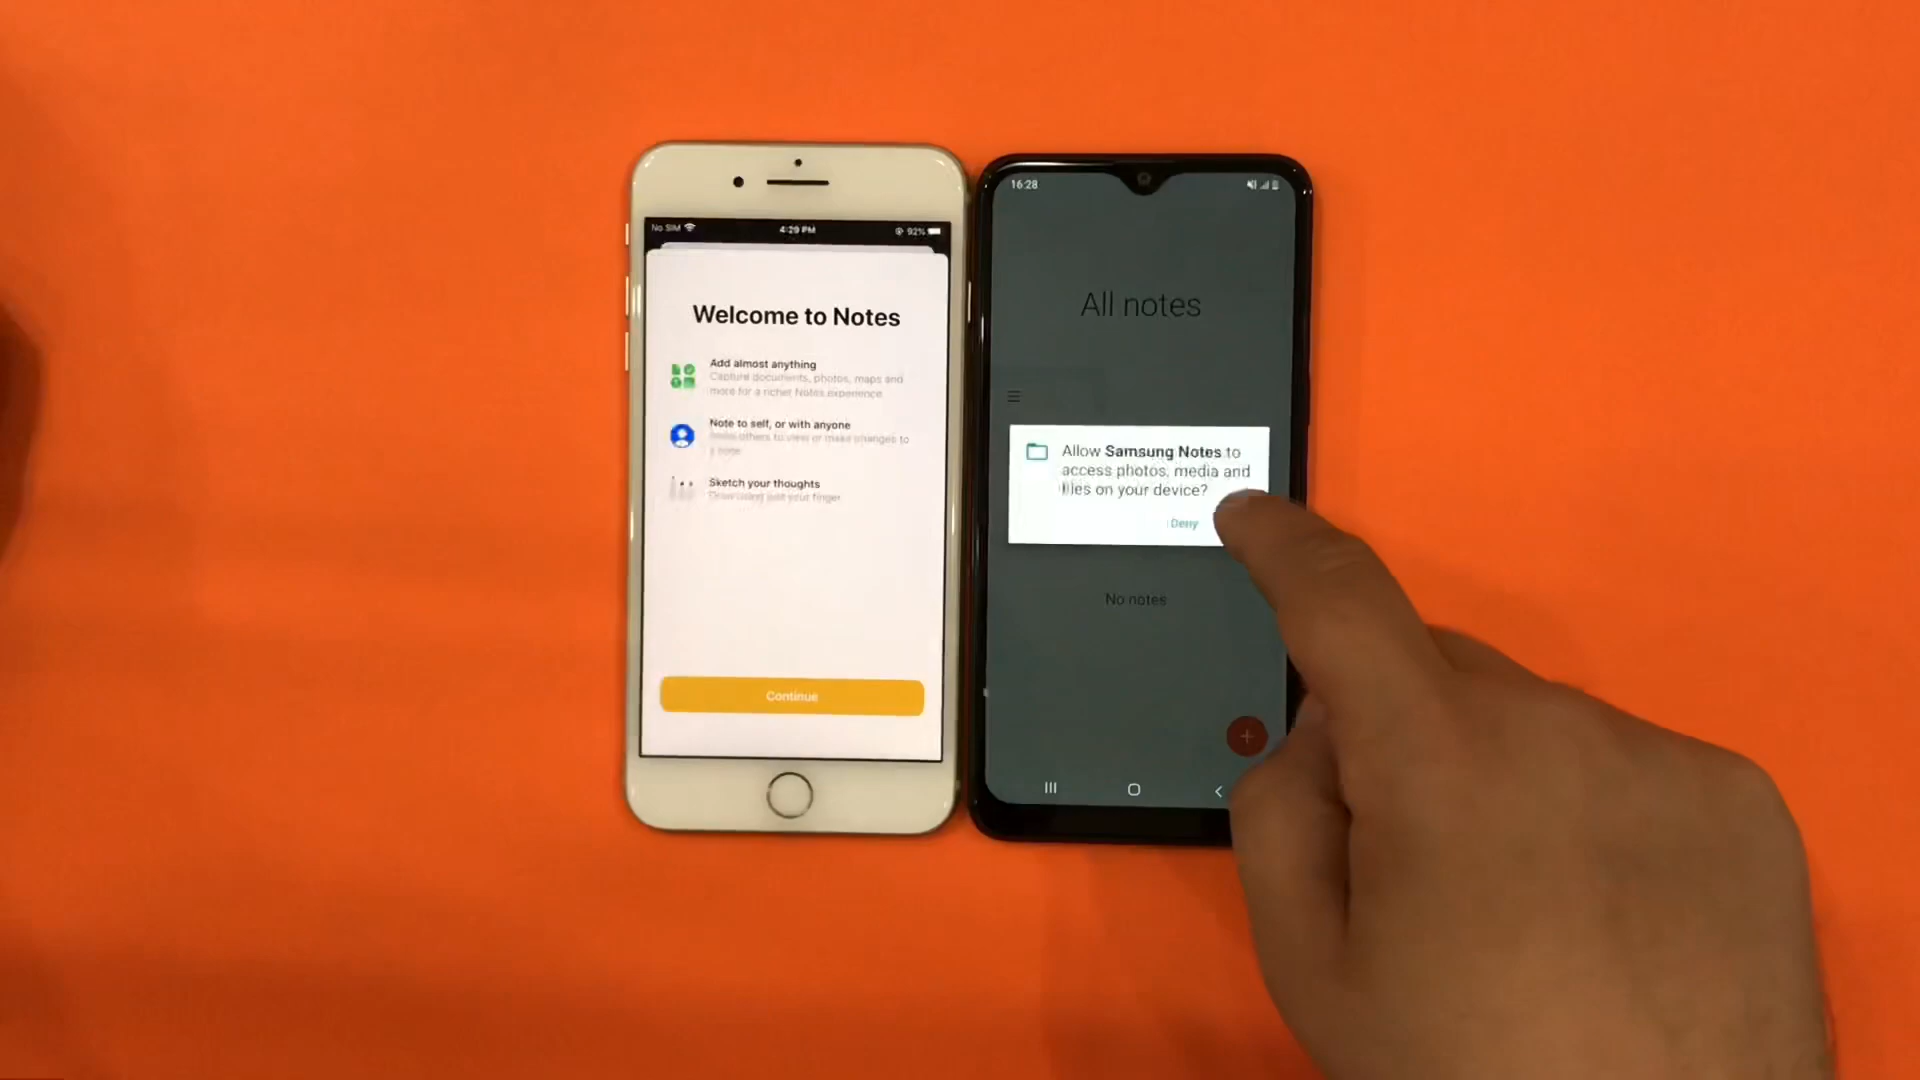 No SIM
4:29 PM
92%
Welcome to Notes
Add almost anything
Capture documents, photos, maps and
more for a richer Notes experience.
Note to self, or with anyone
others to view or make changes to
a note.
Sketch your thoughts
Draw using just your finger.
Continue
16:28
All notes
Allow Samsung Notes to
access photos, media and
files on your device?
Deny
No notes